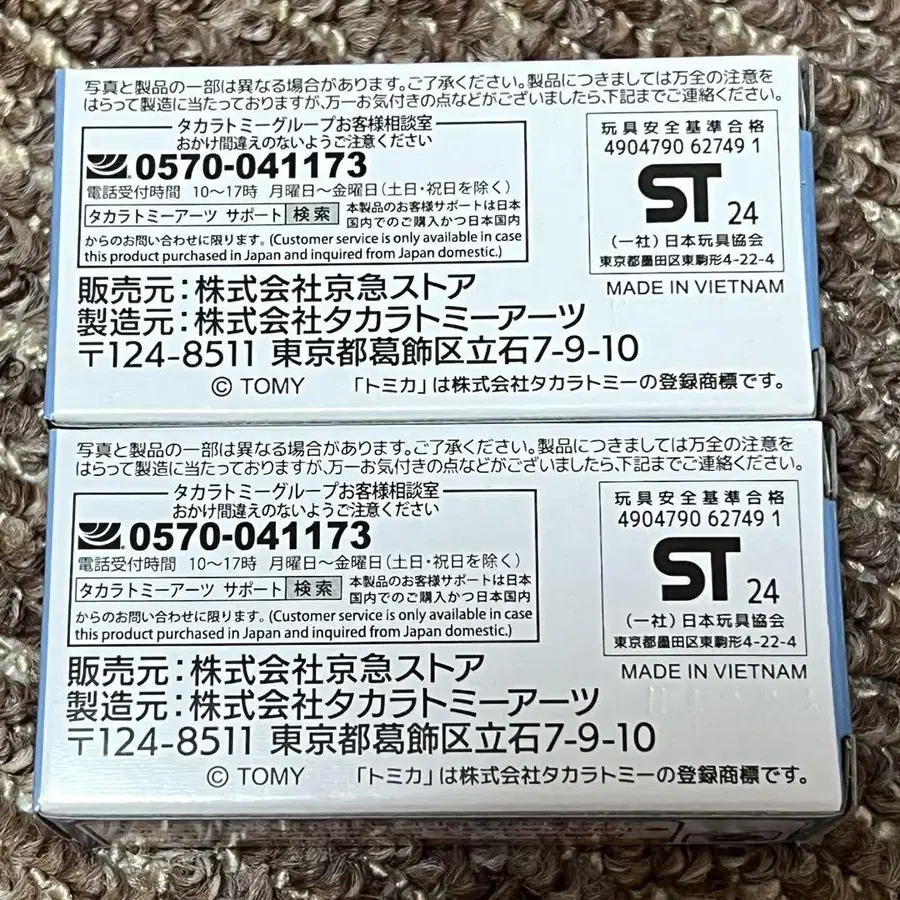 写真と製品の一部は異なる場合があります。ご了承ください。製品につきましては万全の注意を
はらって製造に当たっておりますが、万一お気付きの点などがございましたら、下記までご連絡ください。
タカラトミーグループお客様相談室
おかけ間違えのないようご注意ください
0570-041173
電話受付時間 10〜17時 月曜日〜金曜日(土日・祝日を除く)
タカラトミーアーツ サポート 検索
本製品のお客様サポートは日本
国内でのご購入かつ日本国内
からのお問い合わせに限ります。(Customer service is only available in case
this product purchased in Japan and inquired from Japan domestic.)
玩具安全基準合格
4904790 62749 1
ST 24
(一社)日本玩具協会
東京都墨田区東駒形4-22-4
MADE IN VIETNAM
販売元:株式会社京急ストア
製造元:株式会社タカラトミーアーツ
〒124-8511 東京都葛飾区立石7-9-10
© TOMY 「トミカ」は株式会社タカラトミーの登録商標です。
写真と製品の一部は異なる場合があります。ご了承ください。製品につきましては万全の注意を
はらって製造に当たっておりますが、万一お気付きの点などがございましたら、下記までご連絡ください。
タカラトミーグループお客様相談室
おかけ間違えのないようご注意ください
0570-041173
電話受付時間 10〜17時 月曜日〜金曜日(土日・祝日を除く)
タカラトミーアーツ サポート 検索
本製品のお客様サポートは日本
国内でのご購入かつ日本国内
からのお問い合わせに限ります。(Customer service is only available in case
this product purchased in Japan and inquired from Japan domestic.)
玩具安全基準合格
4904790 62749 1
ST 24
(一社)日本玩具協会
東京都墨田区東駒形4-22-4
MADE IN VIETNAM
販売元:株式会社京急ストア
製造元:株式会社タカラトミーアーツ
〒124-8511 東京都葛飾区立石7-9-10
© TOMY 「トミカ」は株式会社タカラトミーの登録商標です。